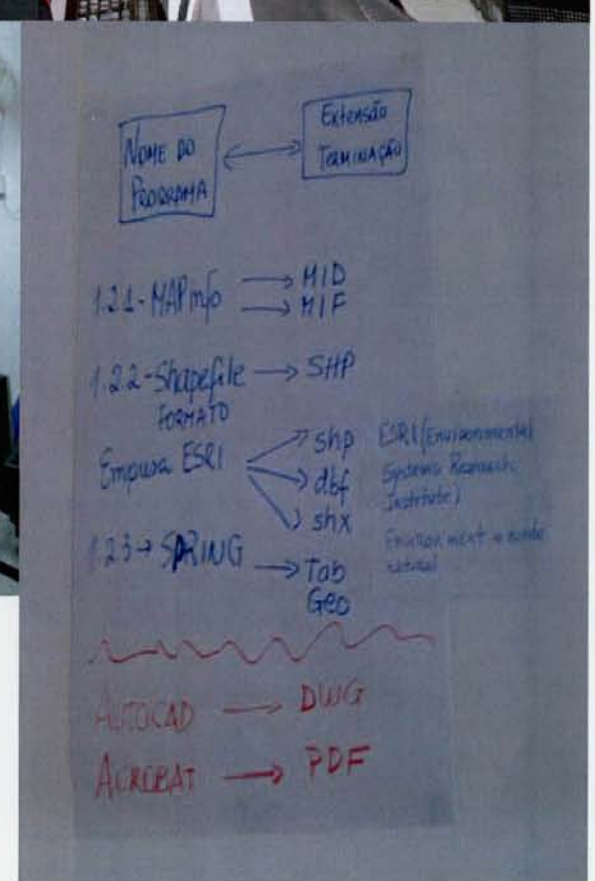 NOME DO
PROGRAMA
Extensão
TERMINAÇÃO
1.2.1 - MAPinfo → MID
→ MIF
1.2.2 - Shapefile → SHP
FORMATO
Empresa ESRI
shp
dbf
shx
ESRI (Environmental
Systems Research
Institute)
natural
1.2.3 → SPRING → Tab
Geo
AUTOCAD → DWG
ACROBAT → PDF